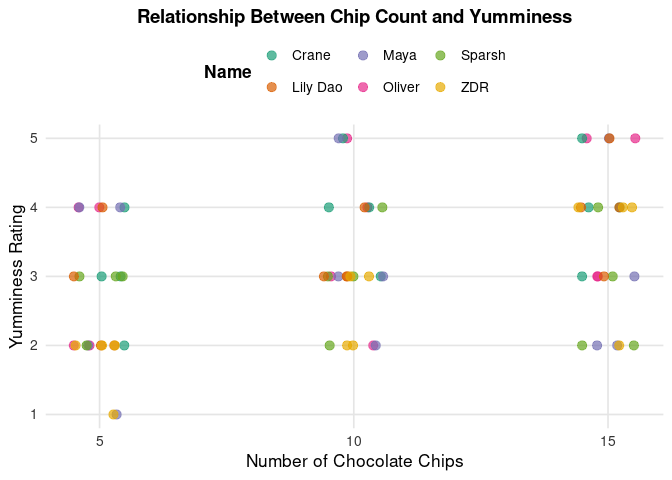 Relationship Between Chip Count and Yumminess
Name
Crane Maya Sparsh
Lily Dao Oliver ZDR
Yumminess Rating
5
4
3
2
1
5 10 15
Number of Chocolate Chips